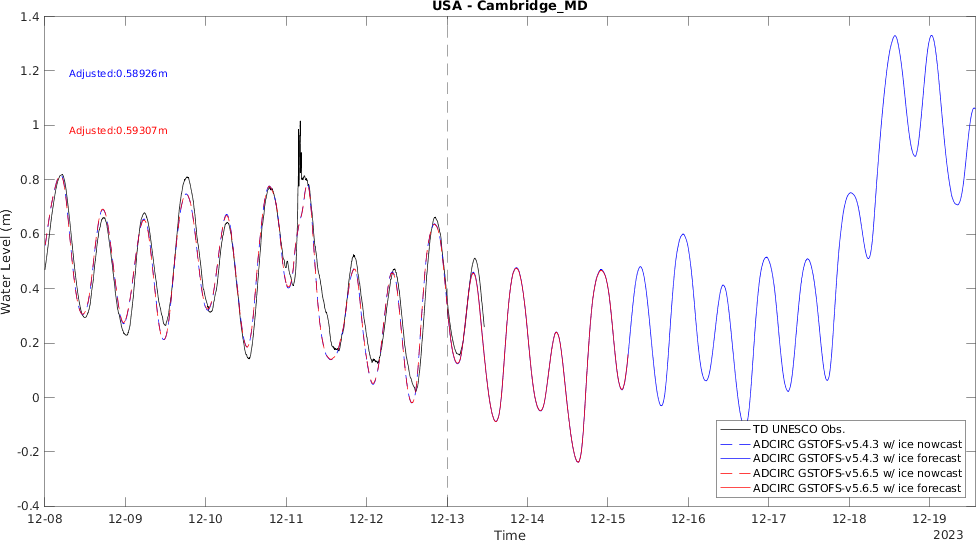 USA - Cambridge_MD
1.4
1.2
1
0.8
0.6
0.4
0.2
0
-0.2
-0.4
Water Level (m)
Adjusted:0.58926m
Adjusted:0.59307m
TD UNESCO Obs.
ADCIRC GSTOFS-v5.4.3 w/ ice nowcast
ADCIRC GSTOFS-v5.4.3 w/ ice forecast
ADCIRC GSTOFS-v5.6.5 w/ ice nowcast
ADCIRC GSTOFS-v5.6.5 w/ ice forecast
12-08 12-09 12-10 12-11 12-12 12-13 12-14 12-15 12-16 12-17 12-18 12-19
Time
2023